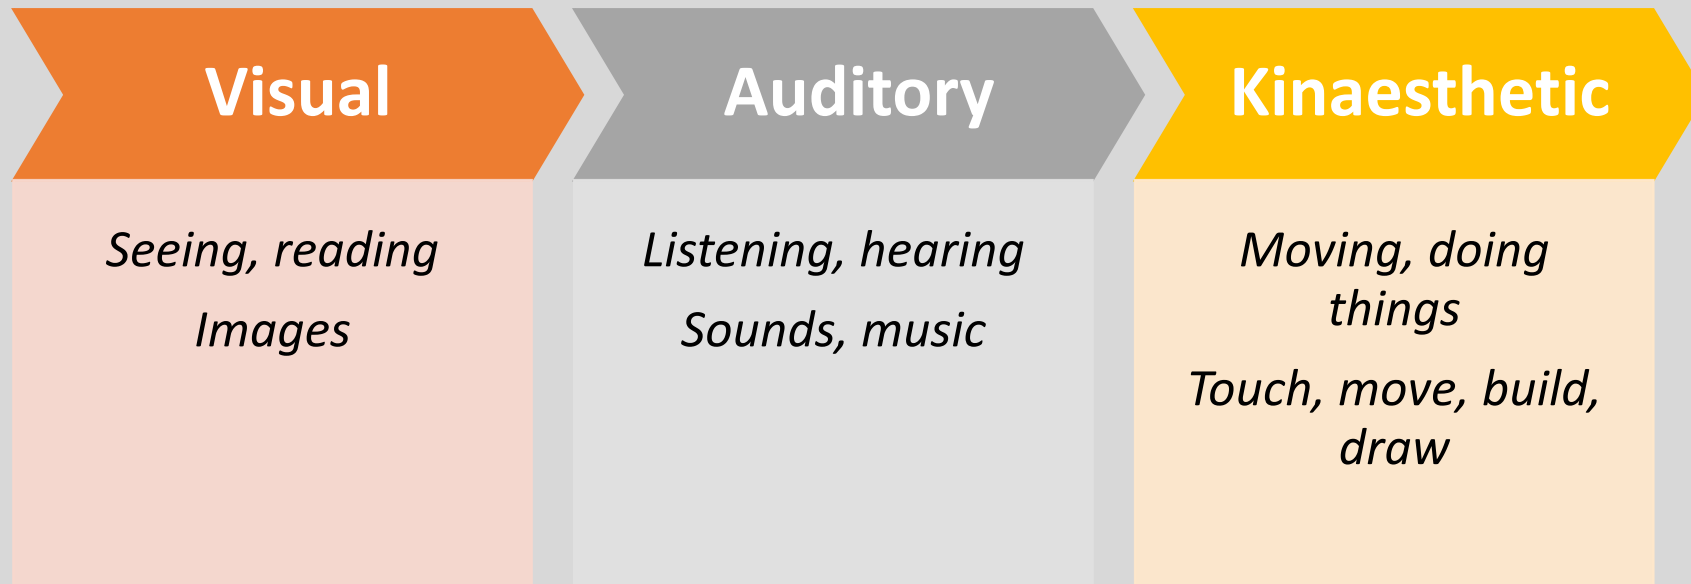 Visual
Seeing, reading
Images
Auditory
Listening, hearing
Sounds, music
Kinaesthetic
Moving, doing
things
Touch, move, build,
draw